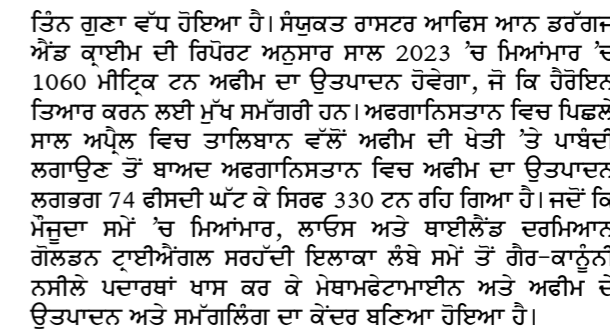 ਤਿੰਨ ਗੁਣਾ ਵੱਧ ਹੋਇਆ ਹੈ। ਸੰਯੁਕਤ ਰਾਸਟਰ ਆਫਿਸ ਆਨ ਡਰੱਗਜ
ਐਂਡ ਕ੍ਰਾਈਮ ਦੀ ਰਿਪੋਰਟ ਅਨੁਸਾਰ ਸਾਲ 2023 ’ਚ ਮਿਆਂਮਾਰ ’ਚ
1060 ਮੀਟ੍ਰਿਕ ਟਨ ਅਫੀਮ ਦਾ ਉਤਪਾਦਨ ਹੋਵੇਗਾ, ਜੋ ਕਿ ਹੈਰੋਇਨ
ਤਿਆਰ ਕਰਨ ਲਈ ਮੁੱਖ ਸਮੱਗਰੀ ਹਨ। ਅਫਗਾਨਿਸਤਾਨ ਵਿਚ ਪਿਛਲੇ
ਸਾਲ ਅਪ੍ਰੈਲ ਵਿਚ ਤਾਲਿਬਾਨ ਵੱਲੋਂ ਅਫੀਮ ਦੀ ਖੇਤੀ ’ਤੇ ਪਾਬੰਦੀ
ਲਗਾਉਣ ਤੋਂ ਬਾਅਦ ਅਫਗਾਨਿਸਤਾਨ ਵਿਚ ਅਫੀਮ ਦਾ ਉਤਪਾਦਨ
ਲਗਭਗ 74 ਫੀਸਦੀ ਘੱਟ ਕੇ ਸਿਰਫ 330 ਟਨ ਰਹਿ ਗਿਆ ਹੈ। ਜਦੋਂ ਕਿ
ਮੌਜੂਦਾ ਸਮੇਂ ’ਚ ਮਿਆਂਮਾਰ, ਲਾਓਸ ਅਤੇ ਥਾਈਲੈਂਡ ਦਰਮਿਆਨ
ਗੋਲਡਨ ਟ੍ਰਾਈਐਂਗਲ ਸਰਹੱਦੀ ਇਲਾਕਾ ਲੰਬੇ ਸਮੇਂ ਤੋਂ ਗੈਰ-ਕਾਨੂੰਨੀ
ਨਸੀਲੇ ਪਦਾਰਥਾਂ ਖਾਸ ਕਰ ਕੇ ਮੇਥਾਮਫੇਟਾਮਾਈਨ ਅਤੇ ਅਫੀਮ ਦੇ
ਉਤਪਾਦਨ ਅਤੇ ਸਮੱਗਲਿੰਗ ਦਾ ਕੇਂਦਰ ਬਣਿਆ ਹੋਇਆ ਹੈ।